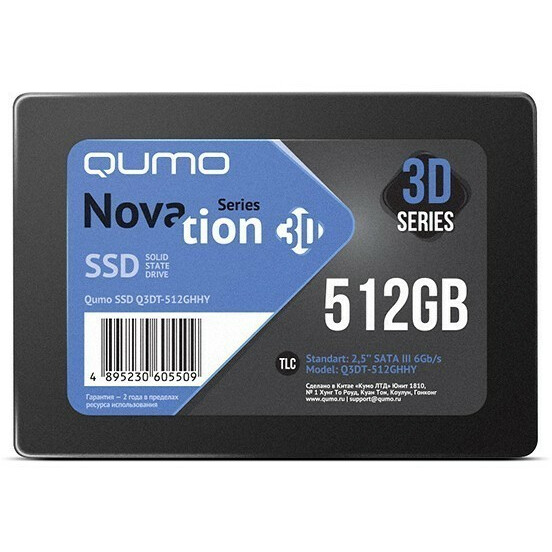 QUMO
Novation Series 3D
SSD SOLID STATE DRIVE
Qumo SSD Q3DT-512GHHY
4 895230 605509
Гарантия — 2 года в пределах
ресурса использования
3D
SERIES
512GB
TLC
Standart: 2,5'' SATA III 6Gb/s
Model: Q3DT-512GHHY
Сделано в Китае «Кумо ЛТД» Юнит 1810,
№ 1 Хунг То Роуд, Куан Тон, Коулун, Гонконг
www.qumo.ru | support@qumo.ru